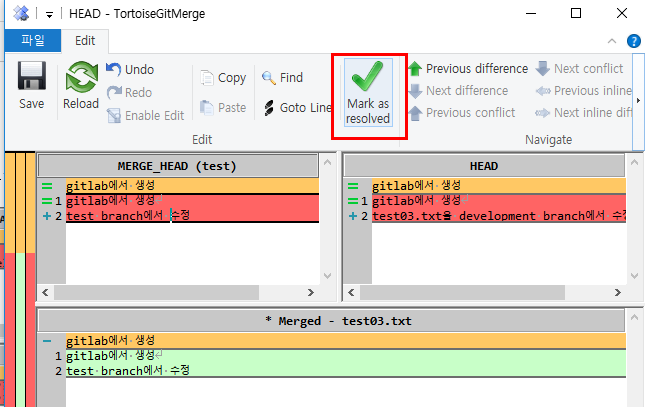 HEAD - TortoiseGitMerge
파일 Edit
Save
Reload
Undo
Redo
Enable Edit
Copy
Paste
Find
Goto Line
Mark as
resolved
Previous difference
Next difference
Previous conflict
Next conflict
Previous inline
Next inline diff
Edit
Navigate
MERGE_HEAD (test)
gitlab에서 생성
1 gitlab에서 생성
2 test branch에서 수정
HEAD
gitlab에서 생성
1 gitlab에서 생성
2 test03.txt을 development branch에서 수정
* Merged - test03.txt
gitlab에서 생성
1 gitlab에서 생성
2 test branch에서 수정